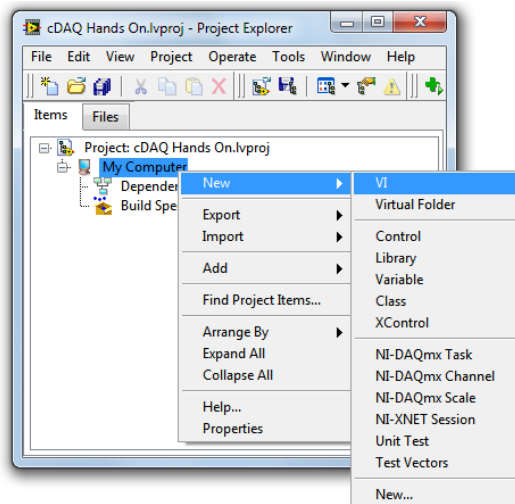 cDAQ Hands On.lvproj - Project Explorer
File Edit View Project Operate Tools Window Help
Items Files
Project: cDAQ Hands On.lvproj
My Computer
Dependen
Build Spe
New
Export
Import
Add
Find Project Items...
Arrange By
Expand All
Collapse All
Help...
Properties
VI
Virtual Folder
Control
Library
Variable
Class
XControl
NI-DAQmx Task
NI-DAQmx Channel
NI-DAQmx Scale
NI-XNET Session
Unit Test
Test Vectors
New...